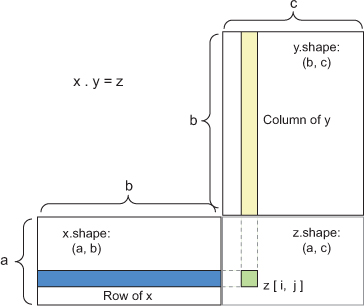 c
y.shape:
(b, c)
x . y = z
b
Column of y
b
x.shape:
(a, b)
z.shape:
(a, c)
a
z [ i, j ]
Row of x